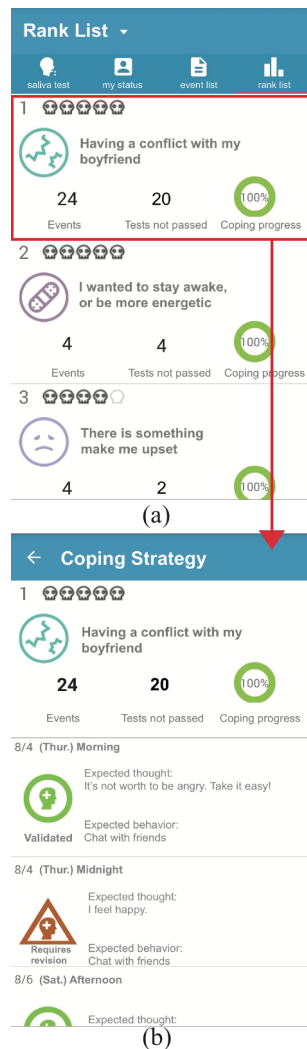 Rank List
saliva test my status event list rank list
1
Having a conflict with my
boyfriend
24 20 100%
Events Tests not passed Coping progress
2
I wanted to stay awake,
or be more energetic
4 4 100%
Events Tests not passed Coping progress
3
There is something
make me upset
4 2 100%
(a)
Coping Strategy
1
Having a conflict with my
boyfriend
24 20 100%
Events Tests not passed Coping progress
8/4 (Thur.) Morning
Expected thought:
It's not worth to be angry. Take it easy!
Validated
Expected behavior:
Chat with friends
8/4 (Thur.) Midnight
Expected thought:
I feel happy.
Requires
revision
Expected behavior:
Chat with friends
8/6 (Sat.) Afternoon
Expected thought:
(b)